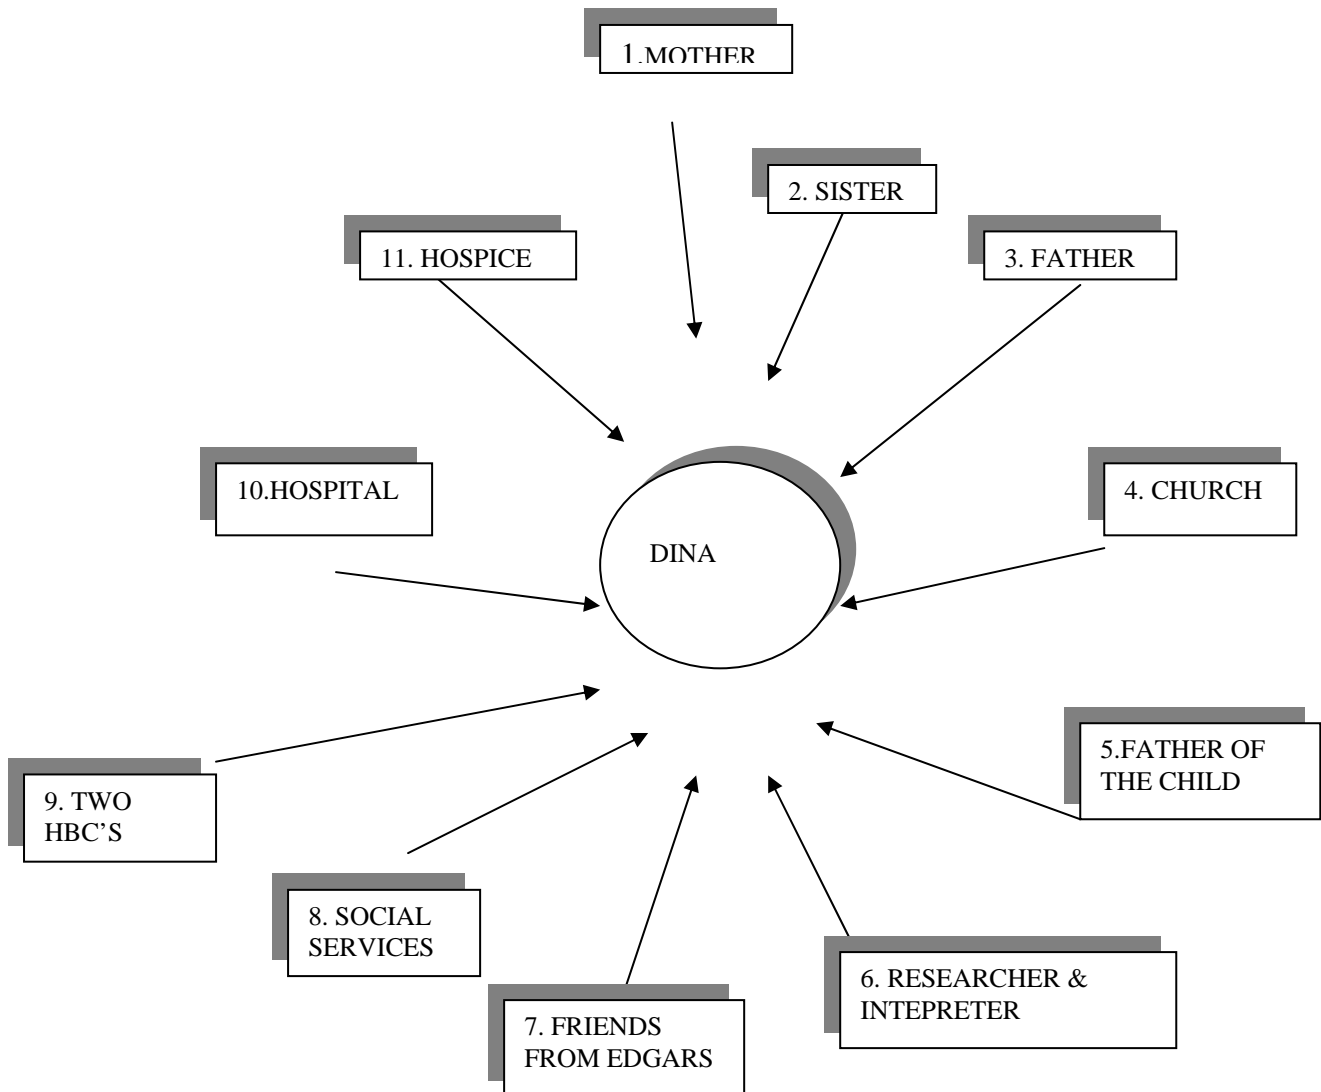 1.MOTHER
2. SISTER
3. FATHER
4. CHURCH
5.FATHER OF
THE CHILD
6. RESEARCHER &
INTEPRETER
7. FRIENDS
FROM EDGARS
8. SOCIAL
SERVICES
9. TWO
HBC’S
10.HOSPITAL
11. HOSPICE
DINA